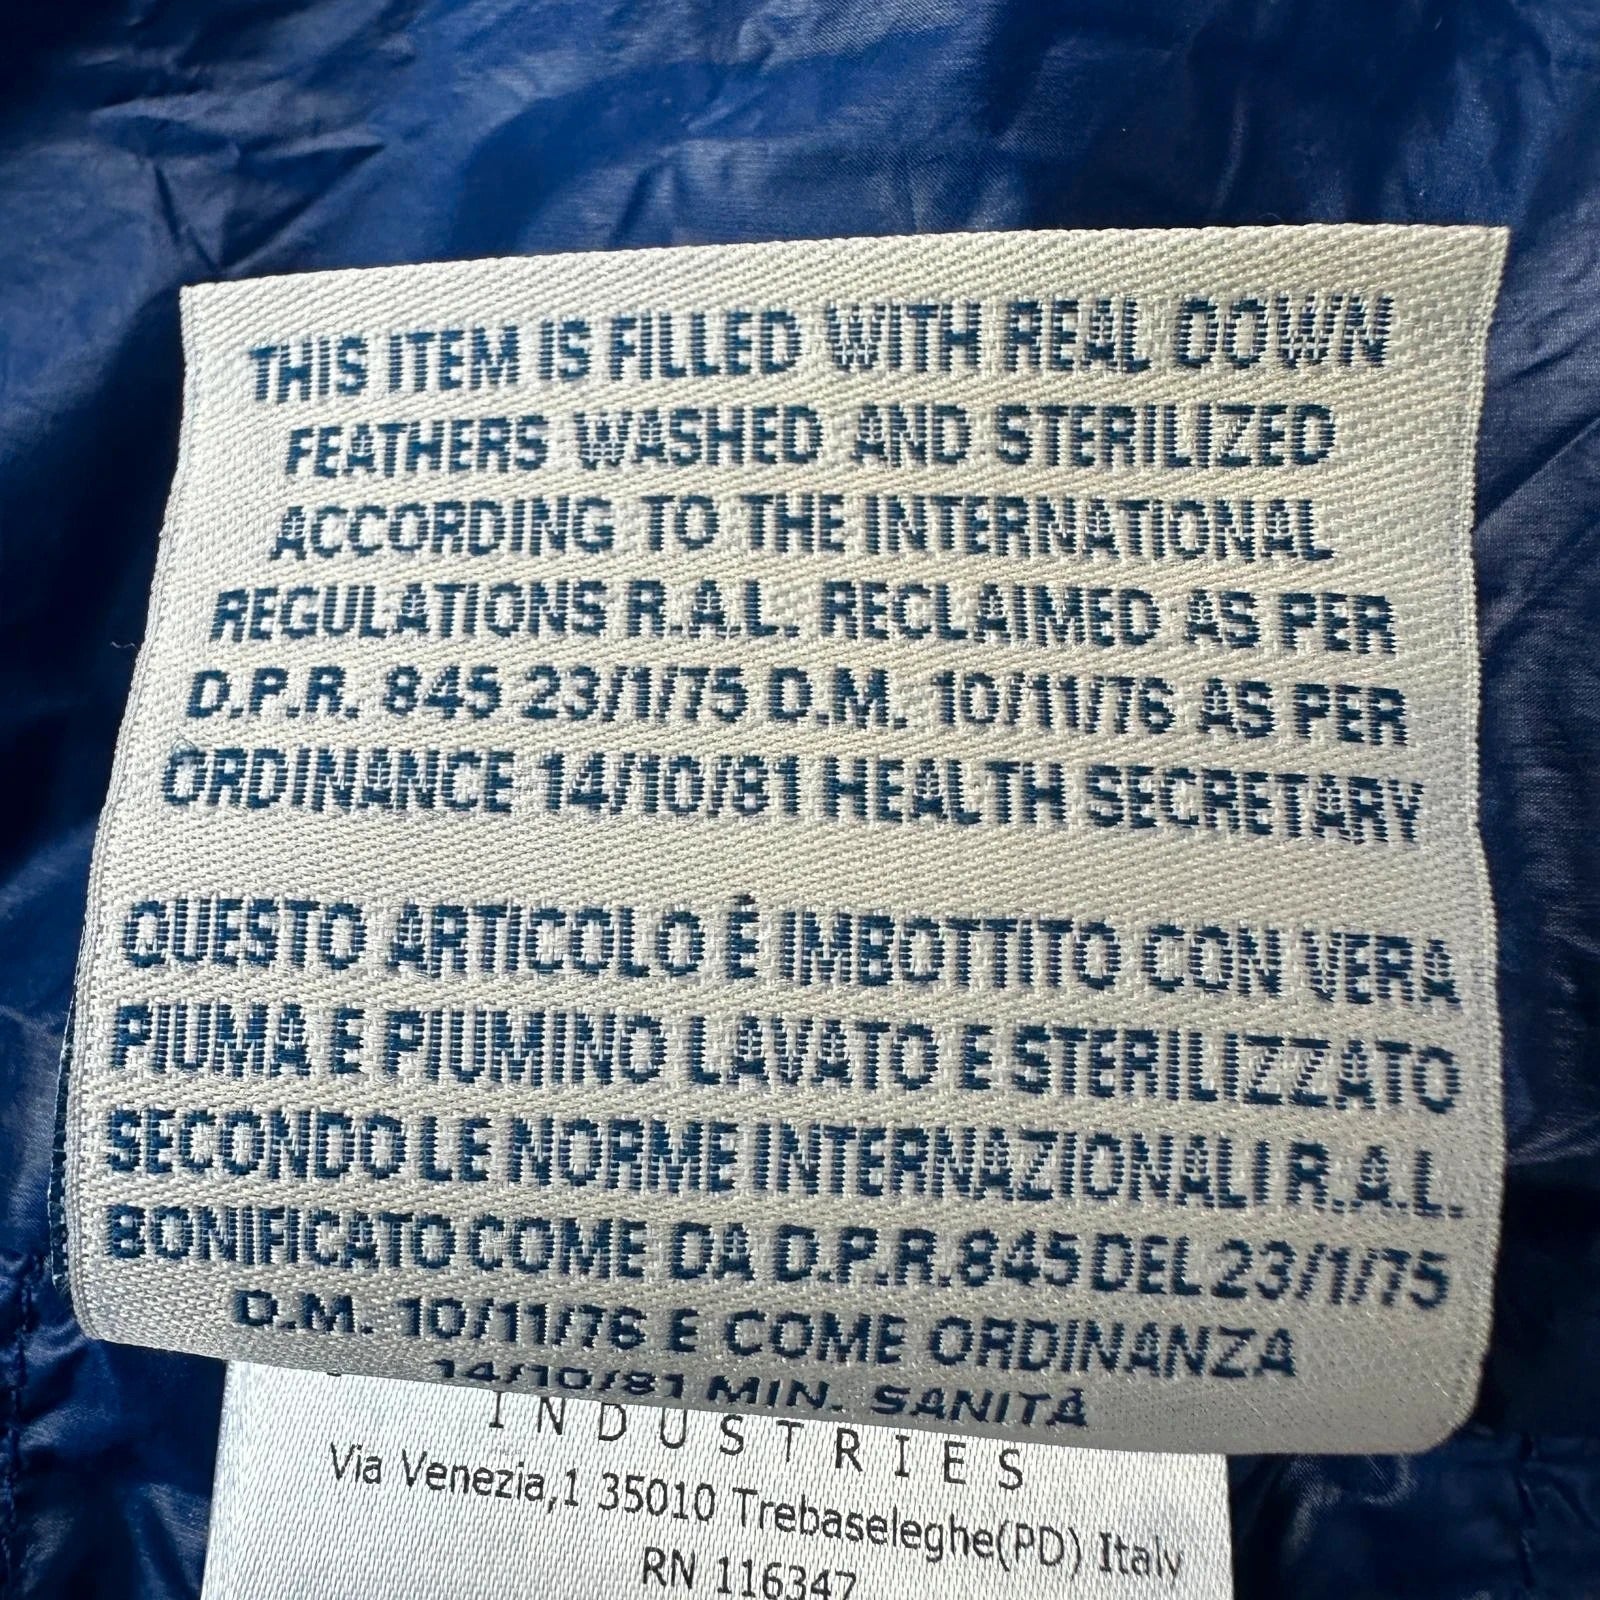 THIS ITEM IS FILLED WITH REAL DOWN
FEATHERS WASHED AND STERILIZED
ACCORDING TO THE INTERNATIONAL
REGULATIONS R.A.L. RECLAIMED AS PER
D.P.R. 845 23/1/75 D.M. 10/11/76 AS PER
ORDINANCE 14/10/81 HEALTH SECRETARY
QUESTO ARTICOLO É IMBOTTITO CON VERA
PIUMA E PIUMINO LAVATO E STERILIZZATO
SECONDO LE NORME INTERNAZIONALI R.A.L.
BONIFICATO COME DA D.P.R.845 DEL 23/1/75
D.M. 10/11/76 E COME ORDINANZA
14/10/81 MIN. SANITÁ
INDUSTRIES
Via Venezia,1 35010 Trebaseleghe(PD) Italy
RN 116347